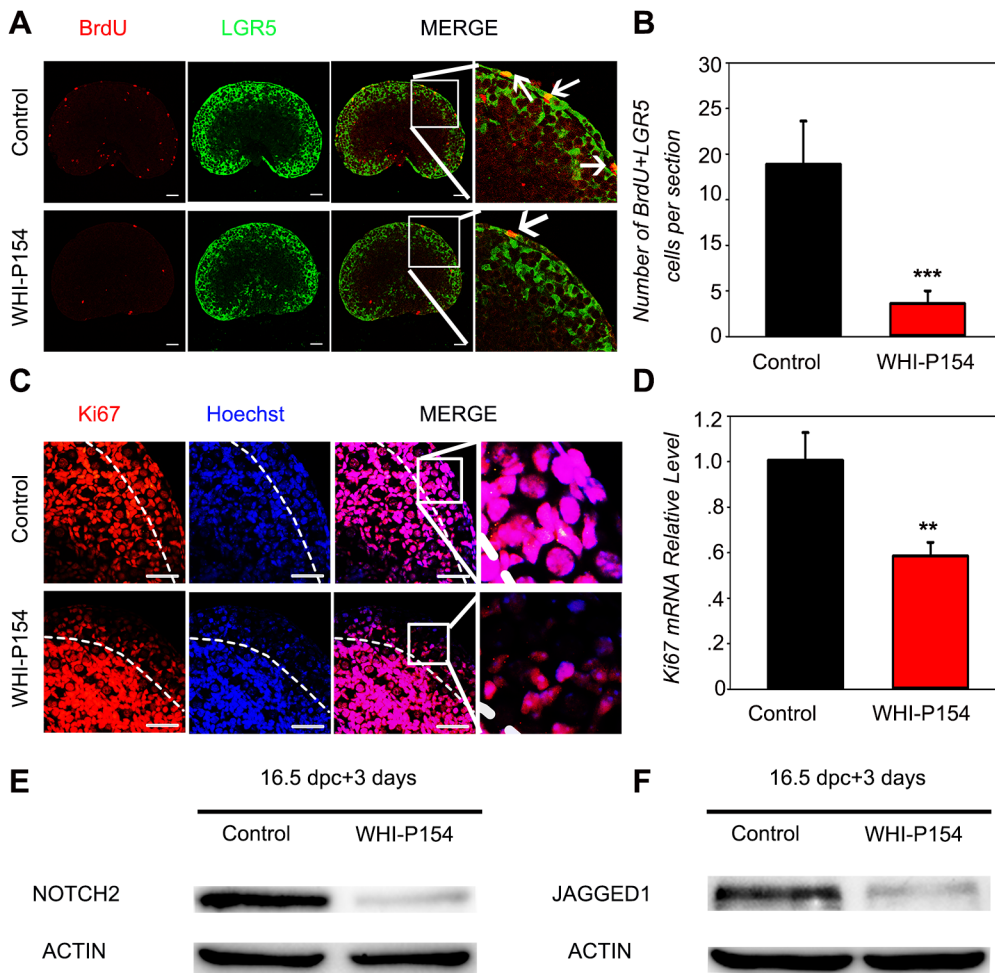 A
BrdU LGR5 MERGE
Control
WHI-P154
B
Number of BrdU+LGR5
cells per section
30
20
10
15
5
0
***
Control WHI-P154
C
Ki67 Hoechst MERGE
Control
WHI-P154
D
Ki67 mRNA Relative Level
1.2
1.0
.8
.6
.4
.2
0
**
Control WHI-P154
E
16.5 dpc+3 days
Control WHI-P154
NOTCH2
ACTIN
F
16.5 dpc+3 days
Control WHI-P154
JAGGED1
ACTIN